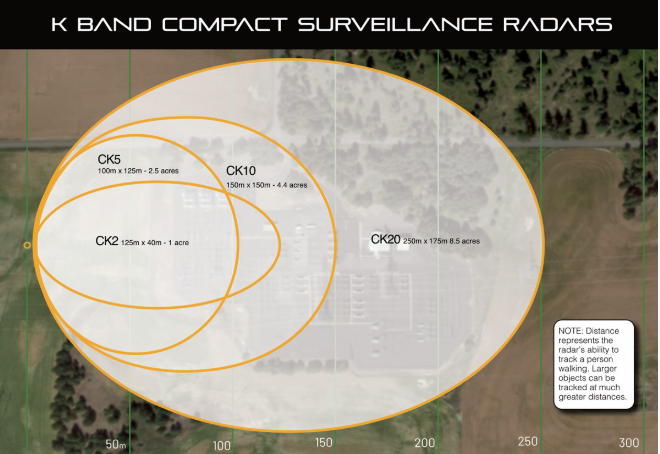 K BAND COMPACT SURVEILLANCE RADARS
CK5
100m x 125m - 2.5 acres
CK10
150m x 150m - 4.4 acres
CK2 125m x 40m - 1 acre
CK20 250m x 175m 8.5 acres
NOTE: Distance
represents the
radar's ability to
track a person
walking. Larger
objects can be
tracked at much
greater distances.
50m 100 150 200 250 300